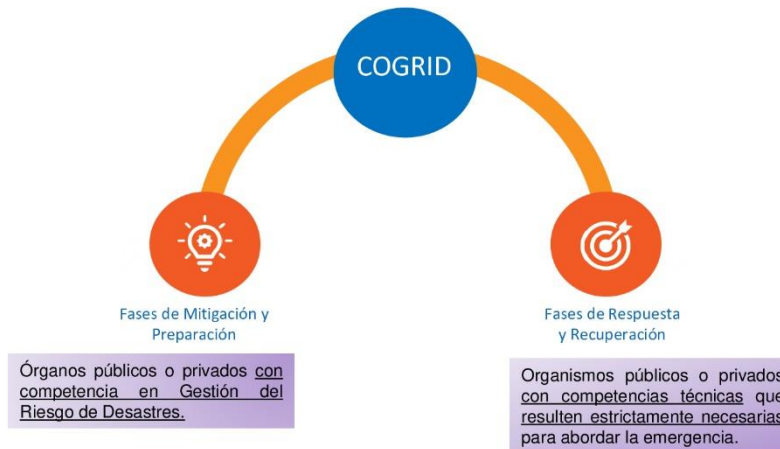 COGRID
Fases de Mitigación y
Preparación
Órganos públicos o privados con
competencia en Gestión del
Riesgo de Desastres.
Fases de Respuesta
y Recuperación
Organismos públicos o privados
con competencias técnicas que
resulten estrictamente necesarias
para abordar la emergencia.